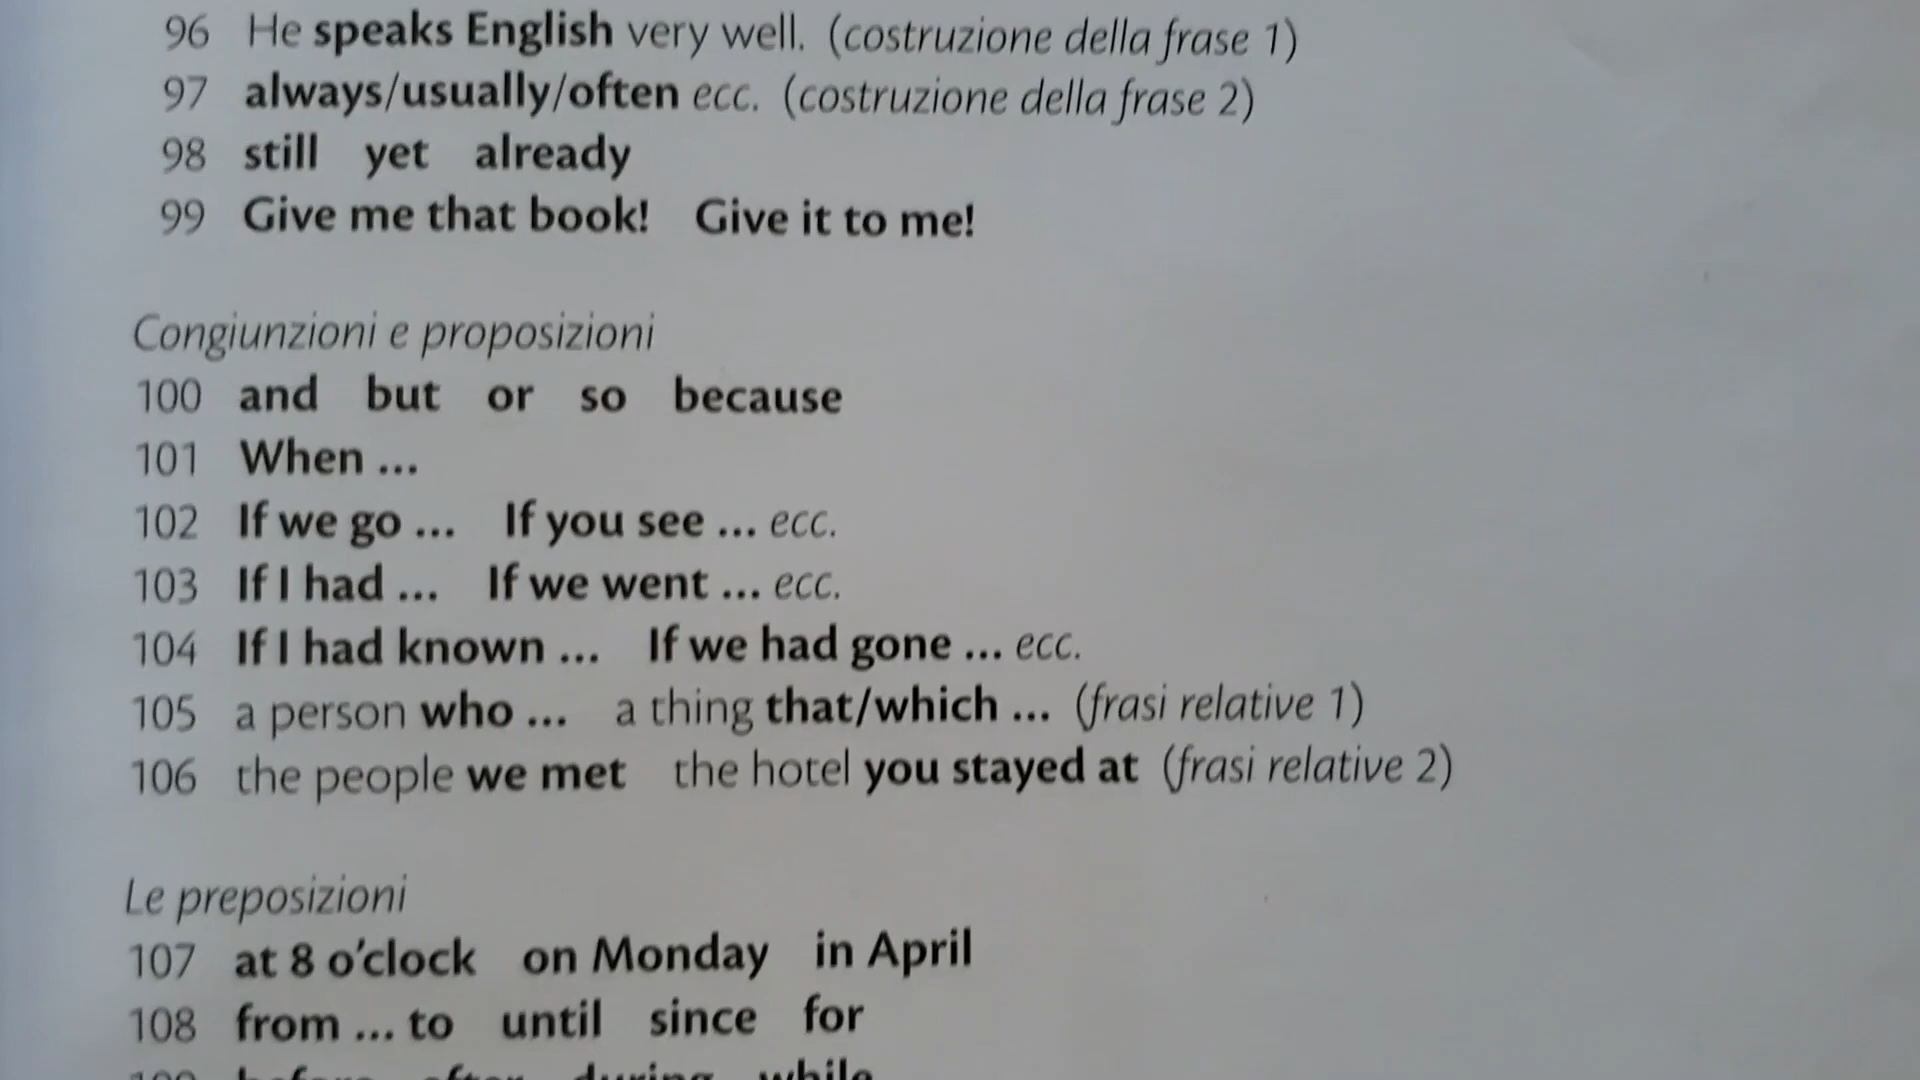 96 He speaks English very well. (costruzione della frase 1)
97 always/usually/often ecc. (costruzione della frase 2)
98 still yet already
99 Give me that book! Give it to me!
Congiunzioni e proposizioni
100 and but or so because
101 When ...
102 If we go ... If you see ... ecc.
103 If I had ... If we went ... ecc.
104 If I had known ... If we had gone ... ecc.
105 a person who ... a thing that/which ... (frasi relative 1)
106 the people we met the hotel you stayed at (frasi relative 2)
Le preposizioni
107 at 8 o'clock on Monday in April
108 from ... to until since for
109 before after during while